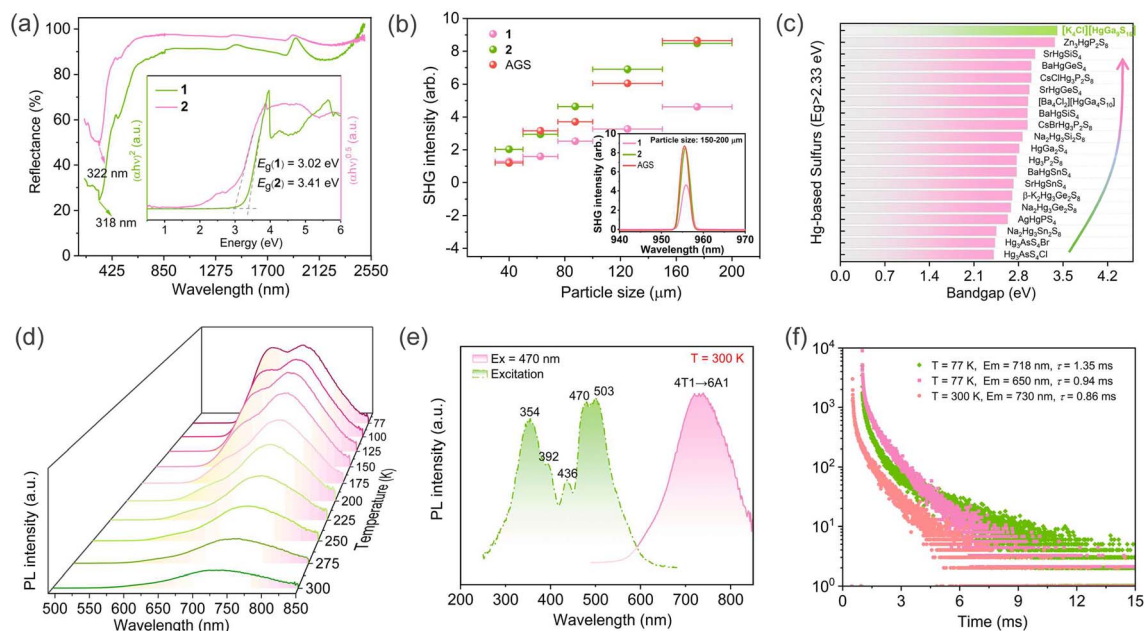 (a)
100
80
60
40
20
0
Reflectance (%)
425
850
1275
1700
2125
2550
Wavelength (nm)
322 nm
318 nm
(αhν)² (a.u.)
(αhν)^0.5 (a.u.)
1
2
Eg(1) = 3.02 eV
Eg(2) = 3.41 eV
1
2
3
4
5
6
Energy (eV)
(b)
10
8
6
4
2
0
-2
-4
SHG intensity (arb.)
1
2
AGS
0
40
80
120
160
200
Particle size (μm)
Particle size: 150-200 μm
1
2
AGS
10
5
0
SHG intensity (arb.)
940
950
960
970
Wavelength (nm)
(c)
Hg-based Sulfurs (Eg>2.33 eV)
Zn₃HgP₂S₈
SrHgSiS₄
BaHgGeS₄
CsClHg₃P₂S₈
SrHgGeS₄
[Ba₄Cl₂][HgGa₄S₁₀]
BaHgSiS₄
CsBrHg₃P₂S₈
Na₂Hg₃Si₂S₈
HgGa₂S₄
Hg₃P₂S₈
BaHgSnS₄
SrHgSnS₄
β-K₂Hg₃Ge₂S₈
Na₂Hg₃Ge₂S₈
AgHgPS₄
Na₂Hg₃Sn₂S₈
Hg₃AsS₄Br
Hg₃AsS₄Cl
0.0
0.7
1.4
2.1
2.8
3.5
4.2
Bandgap (eV)
(d)
PL intensity (a.u.)
77
100
125
150
175
200
225
250
275
300
Temperature (K)
500
550
600
650
700
750
800
850
Wavelength (nm)
(e)
PL intensity (a.u.)
Ex = 470 nm
Excitation
T = 300 K
4T1→6A1
354
392
436
470
503
200
300
400
500
600
700
800
Wavelength (nm)
(f)
10⁴
10³
10²
10¹
10⁰
T = 77 K, Em = 718 nm, τ = 1.35 ms
T = 77 K, Em = 650 nm, τ = 0.94 ms
T = 300 K, Em = 730 nm, τ = 0.86 ms
0
3
6
9
12
15
Time (ms)